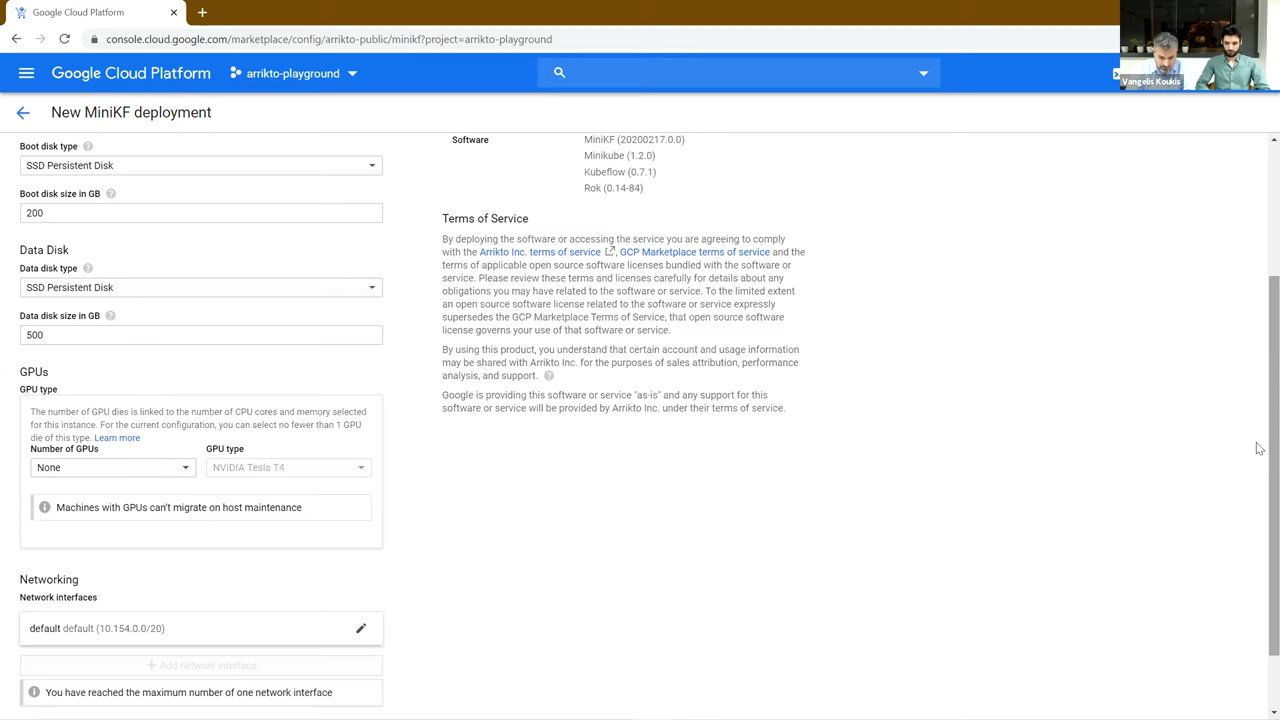 Google Cloud Platform
console.cloud.google.com/marketplace/config/arrikto-public/minikf?project=arrikto-playground
Google Cloud Platform
arrikto-playground
Vangelis Koukis
New MiniKF deployment
Boot disk type
SSD Persistent Disk
Boot disk size in GB
200
Data Disk
Data disk type
SSD Persistent Disk
Data disk size in GB
500
GPUs
GPU type
The number of GPU dies is linked to the number of CPU cores and memory selected
for this instance. For the current configuration, you can select no fewer than 1 GPU
die of this type. Learn more
Number of GPUs
GPU type
None
NVIDIA Tesla T4
Machines with GPUs can't migrate on host maintenance
Networking
Network interfaces
default default (10.154.0.0/20)
+ Add network interface
You have reached the maximum number of one network interface
Software
MiniKF (20200217.0.0)
Minikube (1.2.0)
Kubeflow (0.7.1)
Rok (0.14-84)
Terms of Service
By deploying the software or accessing the service you are agreeing to comply
with the Arrikto Inc. terms of service , GCP Marketplace terms of service and the
terms of applicable open source software licenses bundled with the software or
service. Please review these terms and licenses carefully for details about any
obligations you may have related to the software or service. To the limited extent
an open source software license related to the software or service expressly
supersedes the GCP Marketplace Terms of Service, that open source software
license governs your use of that software or service.
By using this product, you understand that certain account and usage information
may be shared with Arrikto Inc. for the purposes of sales attribution, performance
analysis, and support.
Google is providing this software or service "as-is" and any support for this
software or service will be provided by Arrikto Inc. under their terms of service.